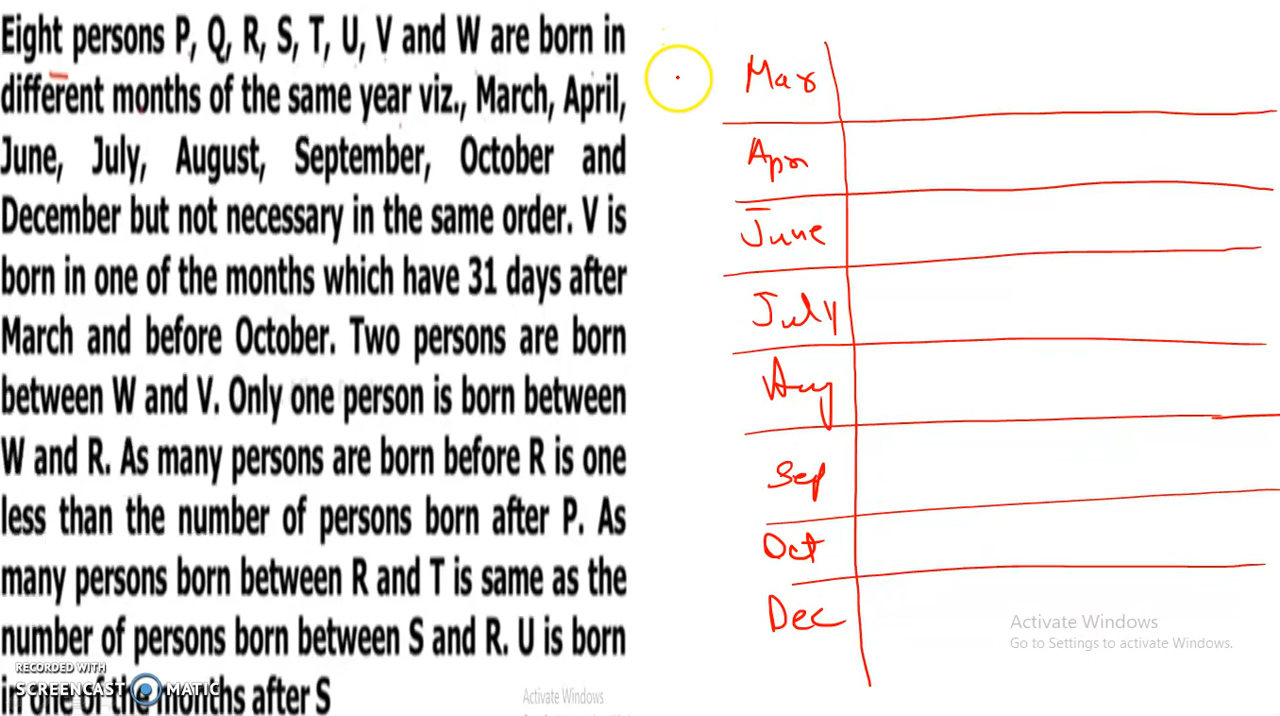 Eight persons P, Q, R, S, T, U, V and W are born in
different months of the same year viz., March, April,
June, July, August, September, October and
December but not necessary in the same order. V is
born in one of the months which have 31 days after
March and before October. Two persons are born
between W and V. Only one person is born between
W and R. As many persons are born before R is one
less than the number of persons born after P. As
many persons born between R and T is same as the
number of persons born between S and R. U is born
in one of the months after S
RECORDED WITH
SCREENCAST MATIC
Activate Windows
Mar
Apr
June
July
Aug
Sep
Oct
Dec
Activate Windows
Go to Settings to activate Windows.